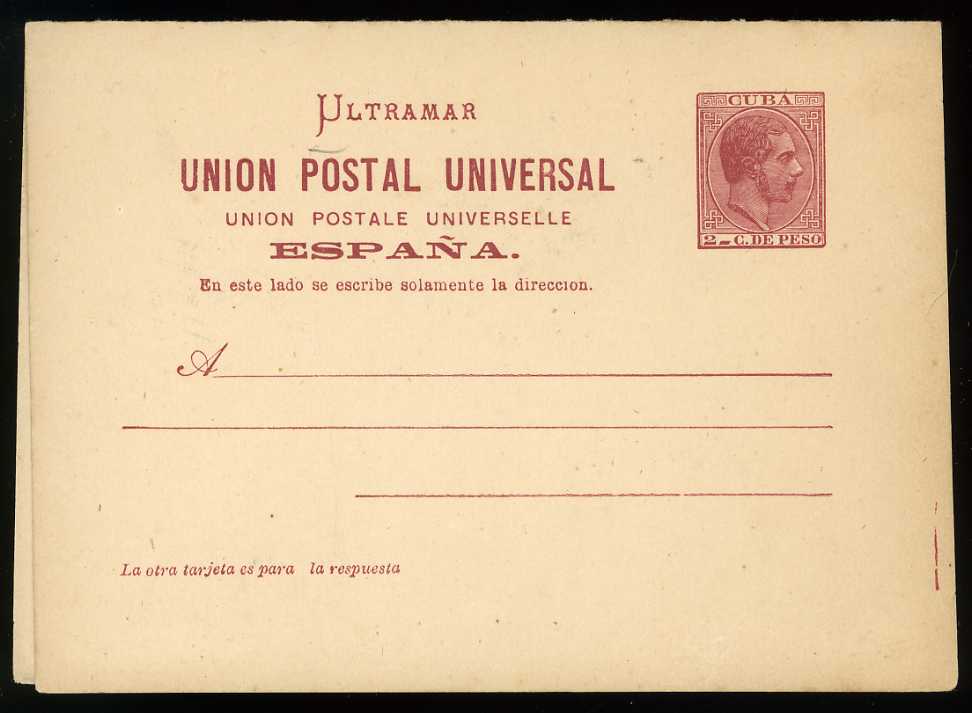 ULTRAMAR
CUBA
UNION POSTAL UNIVERSAL
UNION POSTALE UNIVERSELLE
2 C. DE PESO
ESPAÑA.
En este lado se escribe solamente la direccion.
A
La otra tarjeta es para la respuesta